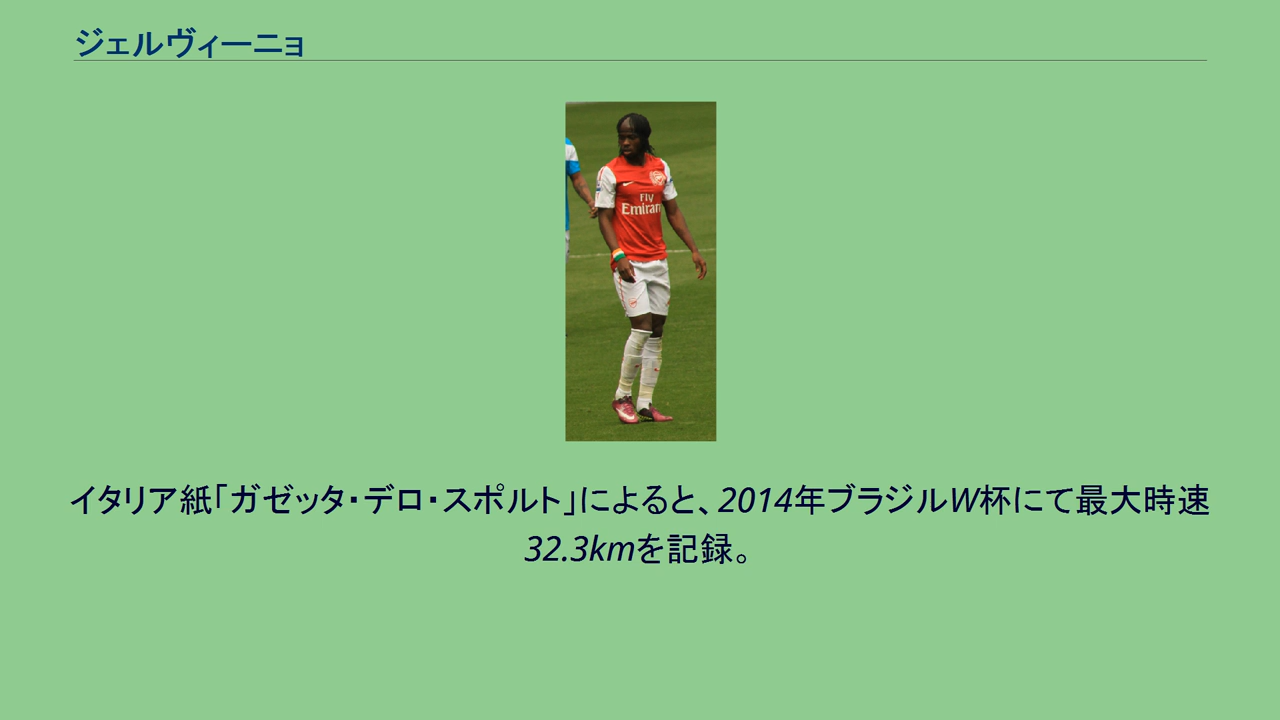 ジェルヴィーニョ
Fly
Emiran
イタリア紙「ガゼッタ・デロ・スポルト」によると、2014年ブラジルW杯にて最大時速
32.3kmを記録。